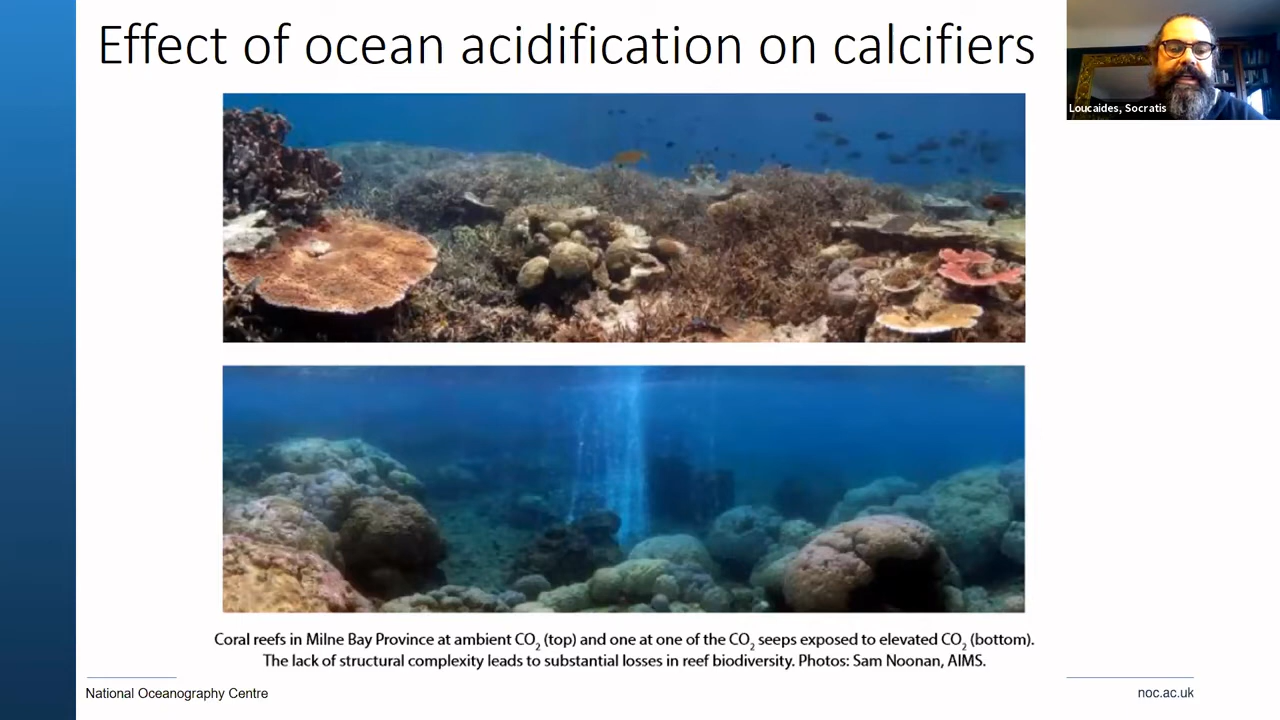 Effect of ocean acidification on calcifiers
Loucaides, Socratis
Coral reefs in Milne Bay Province at ambient CO₂ (top) and one at one of the CO₂ seeps exposed to elevated CO₂ (bottom).
The lack of structural complexity leads to substantial losses in reef biodiversity. Photos: Sam Noonan, AIMS.
National Oceanography Centre
noc.ac.uk